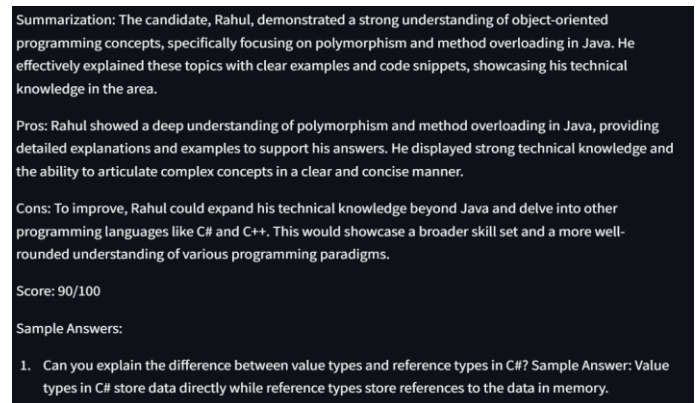 Summarization: The candidate, Rahul, demonstrated a strong understanding of object-oriented
programming concepts, specifically focusing on polymorphism and method overloading in Java. He
effectively explained these topics with clear examples and code snippets, showcasing his technical
knowledge in the area.
Pros: Rahul showed a deep understanding of polymorphism and method overloading in Java, providing
detailed explanations and examples to support his answers. He displayed strong technical knowledge and
the ability to articulate complex concepts in a clear and concise manner.
Cons: To improve, Rahul could expand his technical knowledge beyond Java and delve into other
programming languages like C# and C++. This would showcase a broader skill set and a more well-
rounded understanding of various programming paradigms.
Score: 90/100
Sample Answers:
1. Can you explain the difference between value types and reference types in C#? Sample Answer: Value
types in C# store data directly while reference types store references to the data in memory.